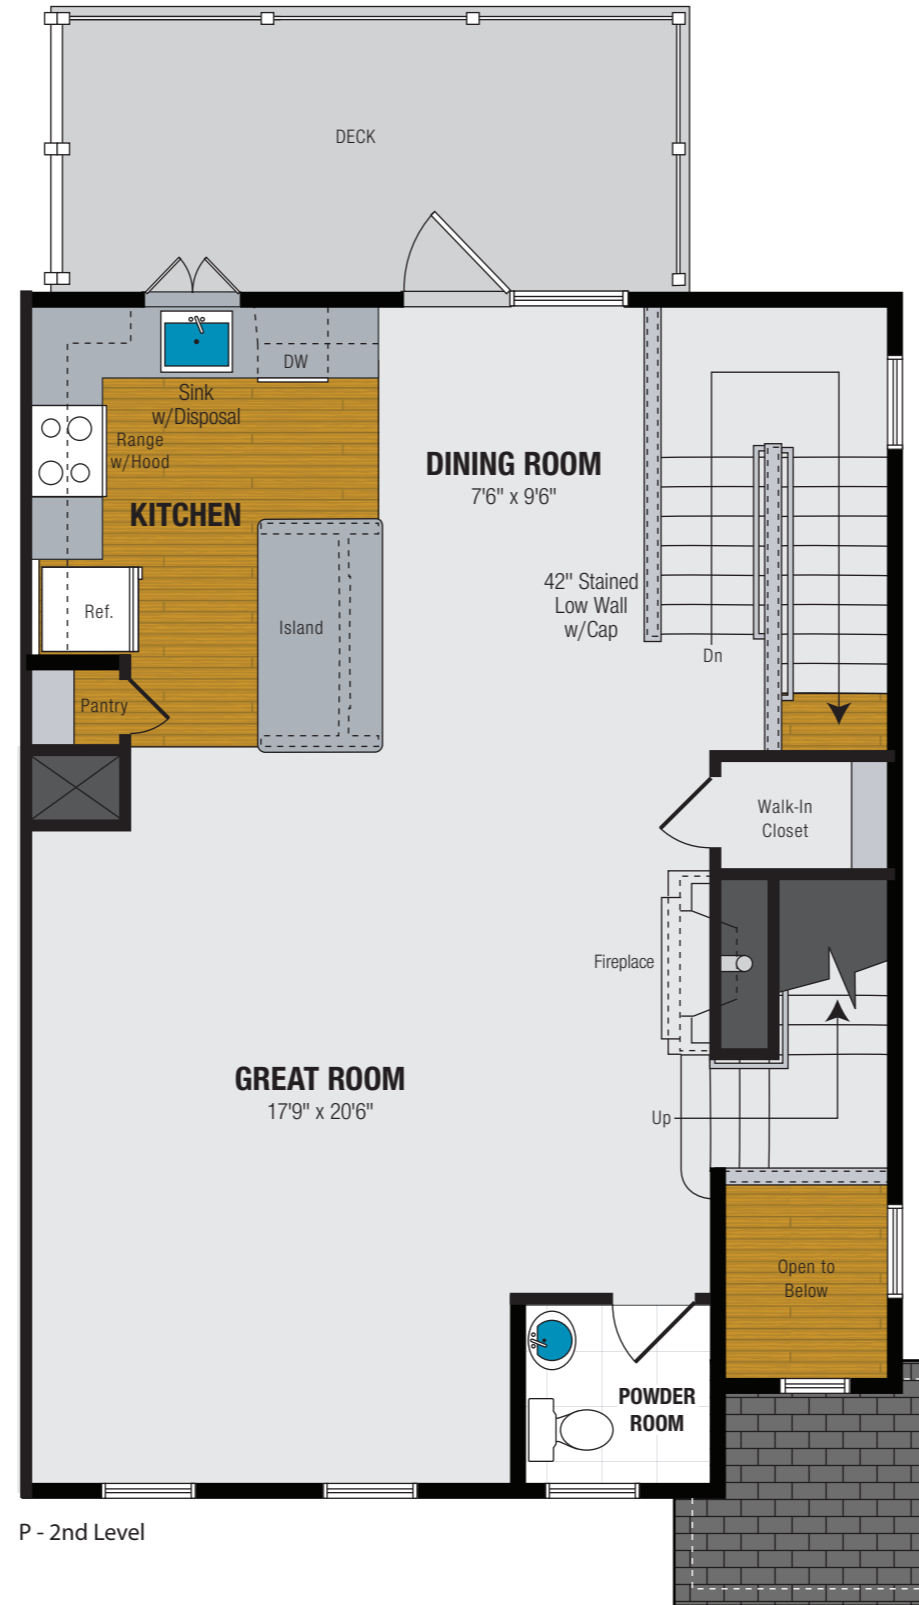 DECK
DW
Sink
w/Disposal
Range
w/Hood
DINING ROOM
7'6" x 9'6"
KITCHEN
42" Stained
Low Wall
w/Cap
Ref.
Island
Dn
Pantry
Walk-In
Closet
Fireplace
GREAT ROOM
17'9" x 20'6"
Up
Open to
Below
POWDER
ROOM
P - 2nd Level